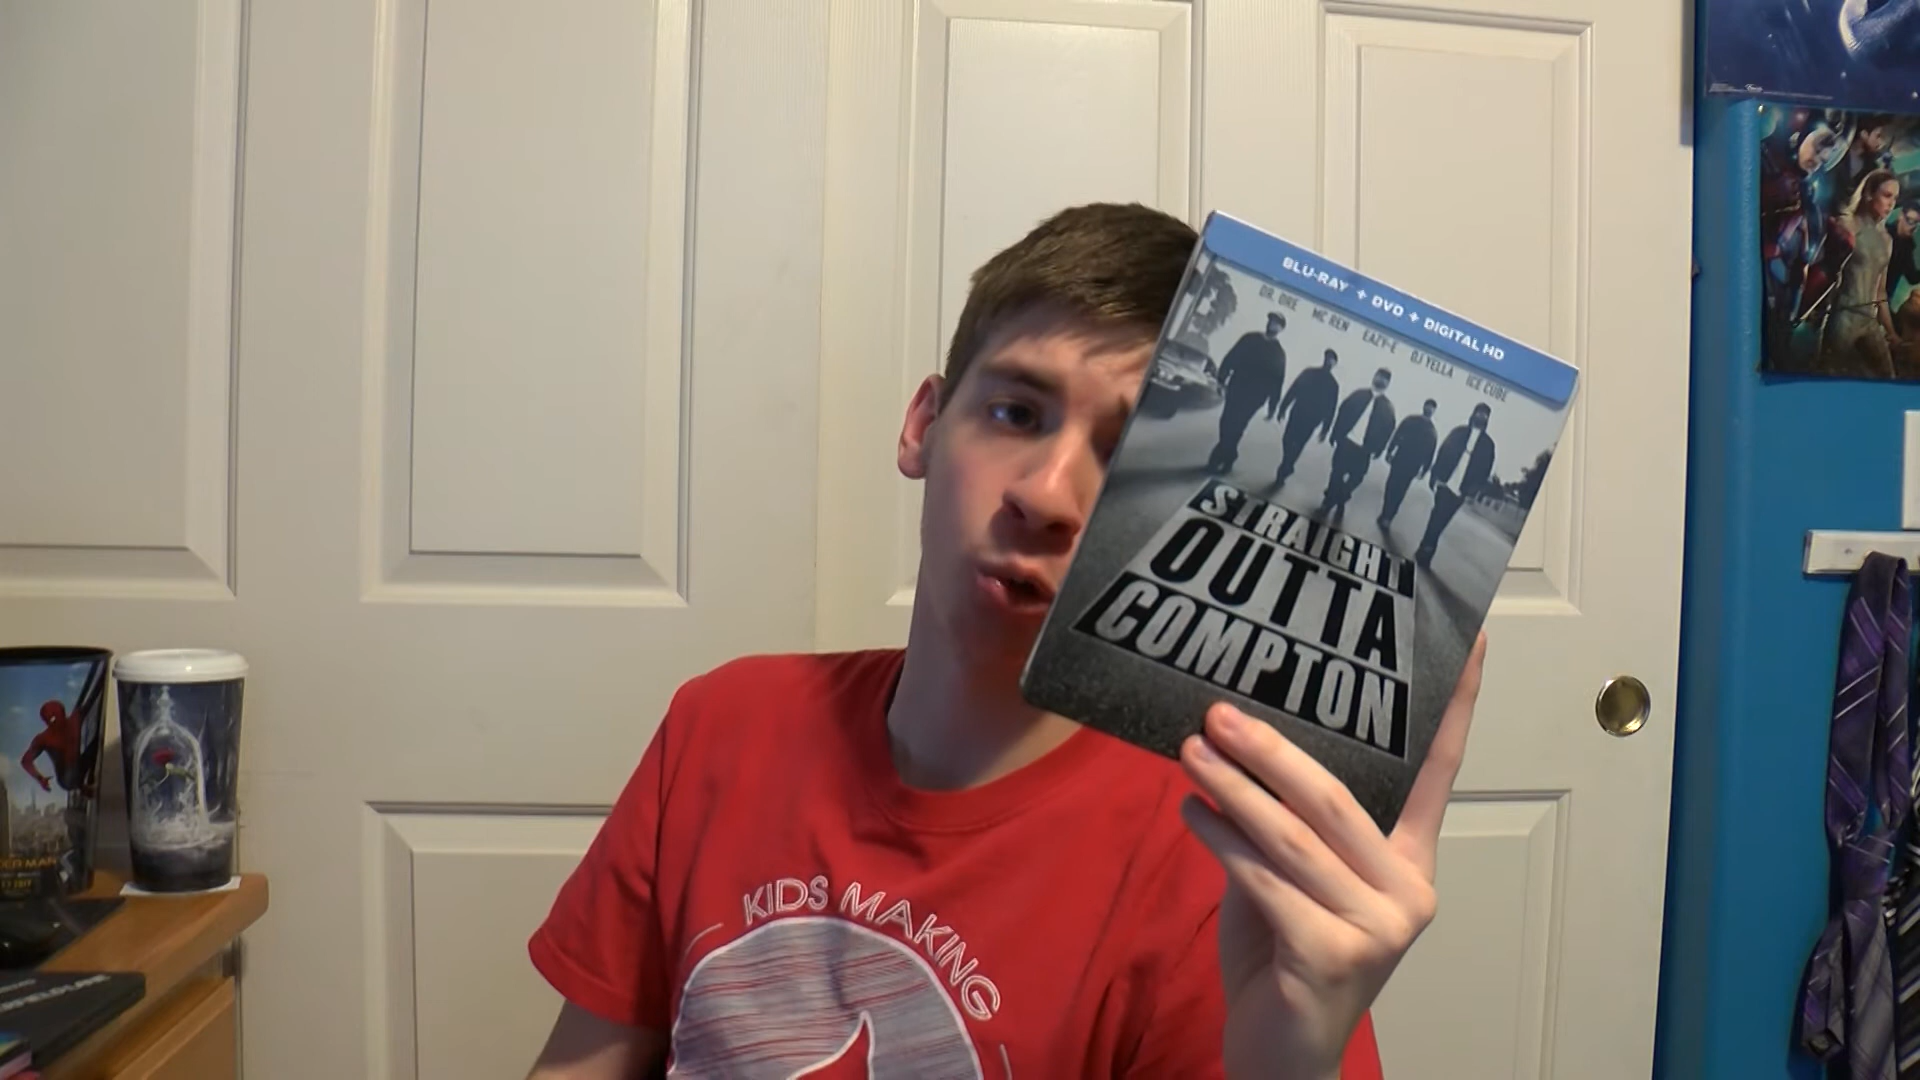 BLU-RAY + DVD + DIGITAL HD
DR. DRE MC REN EAZY-E DJ YELLA ICE CUBE
STRAIGHT
OUTTA
COMPTON
KIDS MAKING